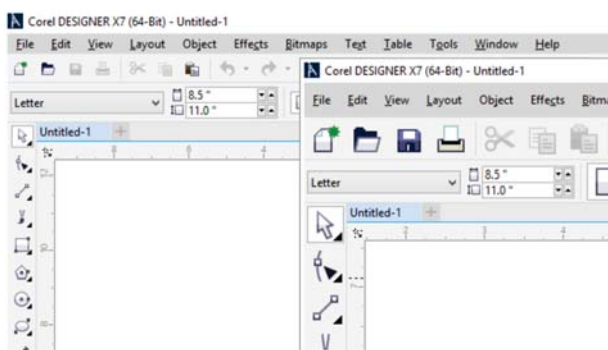 Corel DESIGNER X7 (64-Bit) - Untitled-1
File Edit View Layout Object Effects Bitmaps Text Table Tools Window Help
Letter
8.5 "
11.0 "
Untitled-1
Corel DESIGNER X7 (64-Bit) - Untitled-1
File Edit View Layout Object Effects
Letter
8.5 "
11.0 "
Untitled-1